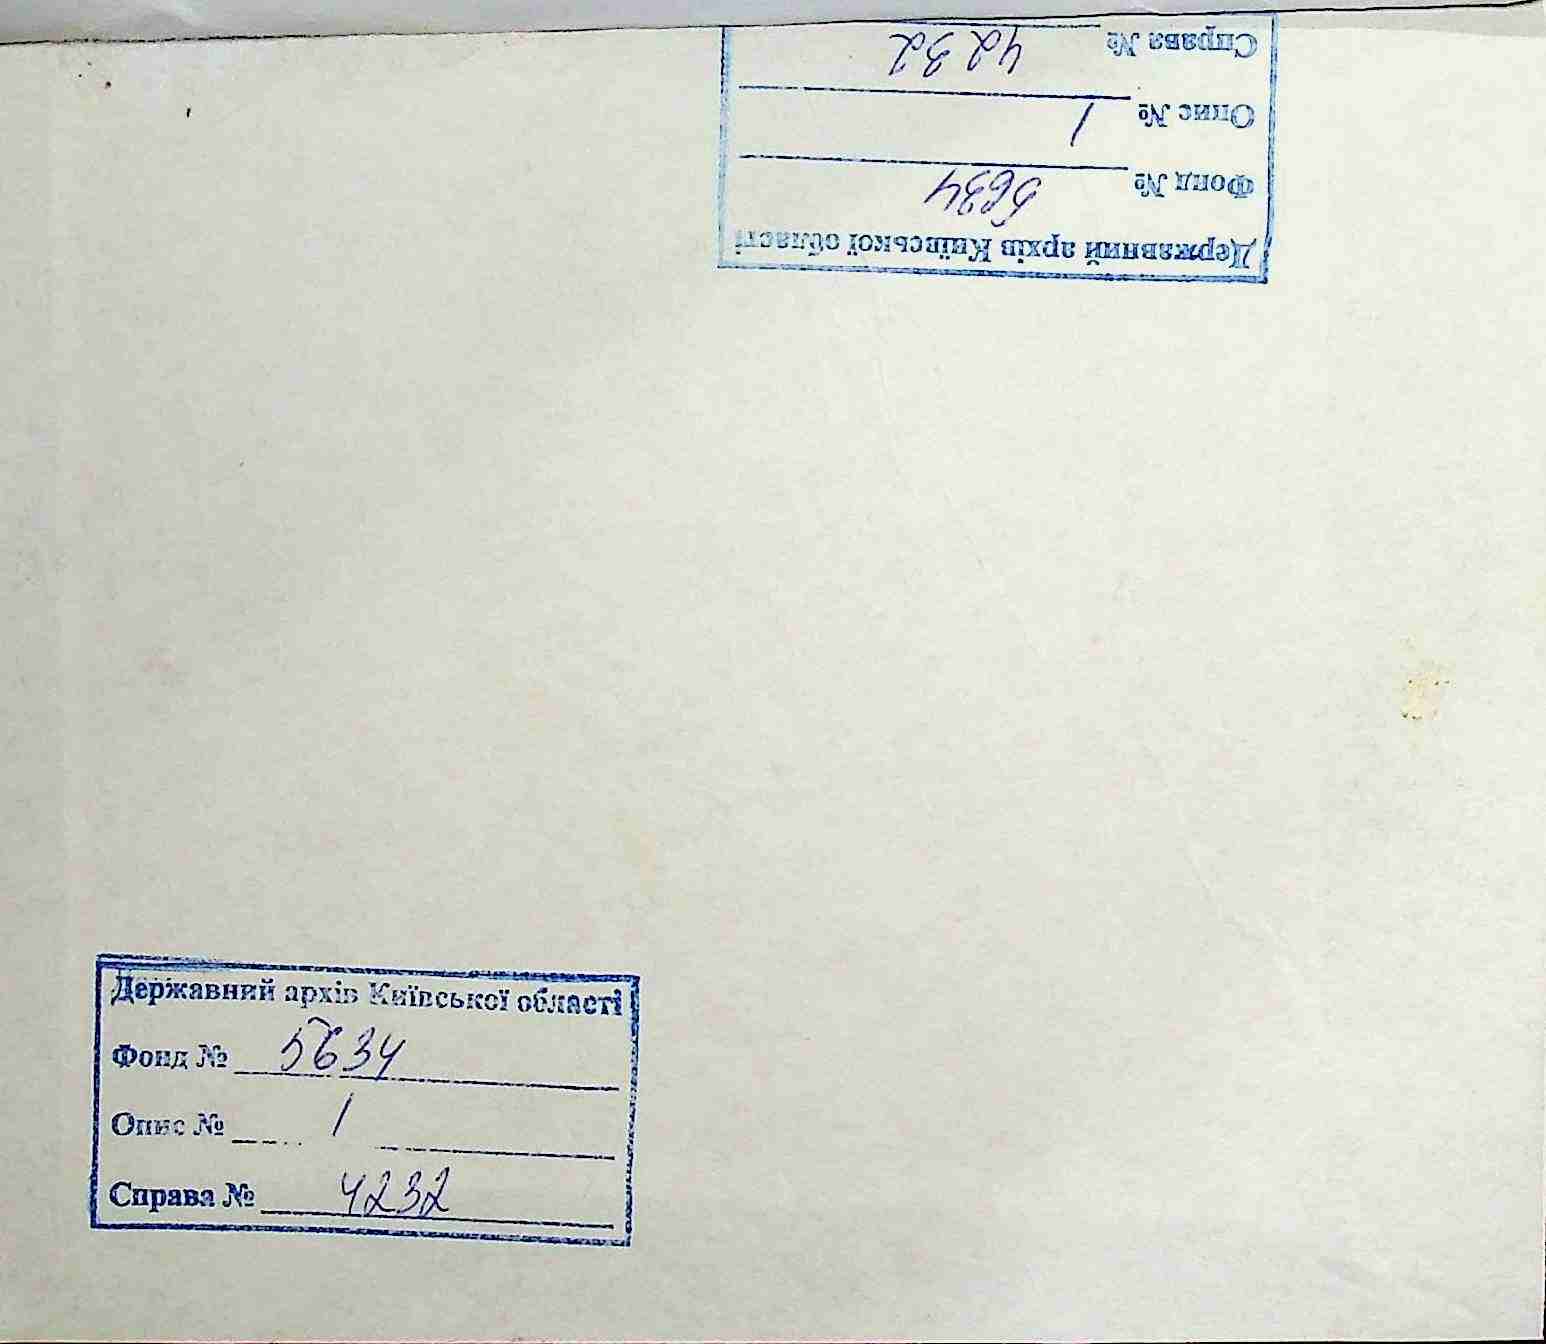 Державний архів Київської області
Фонд № 5634
Опис № 1
Справа № 4232
Державний архів Київської області
Фонд № 5634
Опис № 1
Справа № 4232